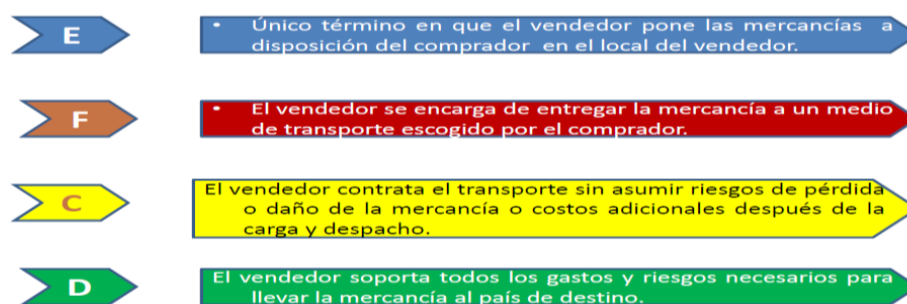 E
• Único término en que el vendedor pone las mercancías a
disposición del comprador en el local del vendedor.
F
• El vendedor se encarga de entregar la mercancía a un medio
de transporte escogido por el comprador.
C
El vendedor contrata el transporte sin asumir riesgos de pérdida
o daño de la mercancía o costos adicionales después de la
carga y despacho.
D
El vendedor soporta todos los gastos y riesgos necesarios para
llevar la mercancía al país de destino.